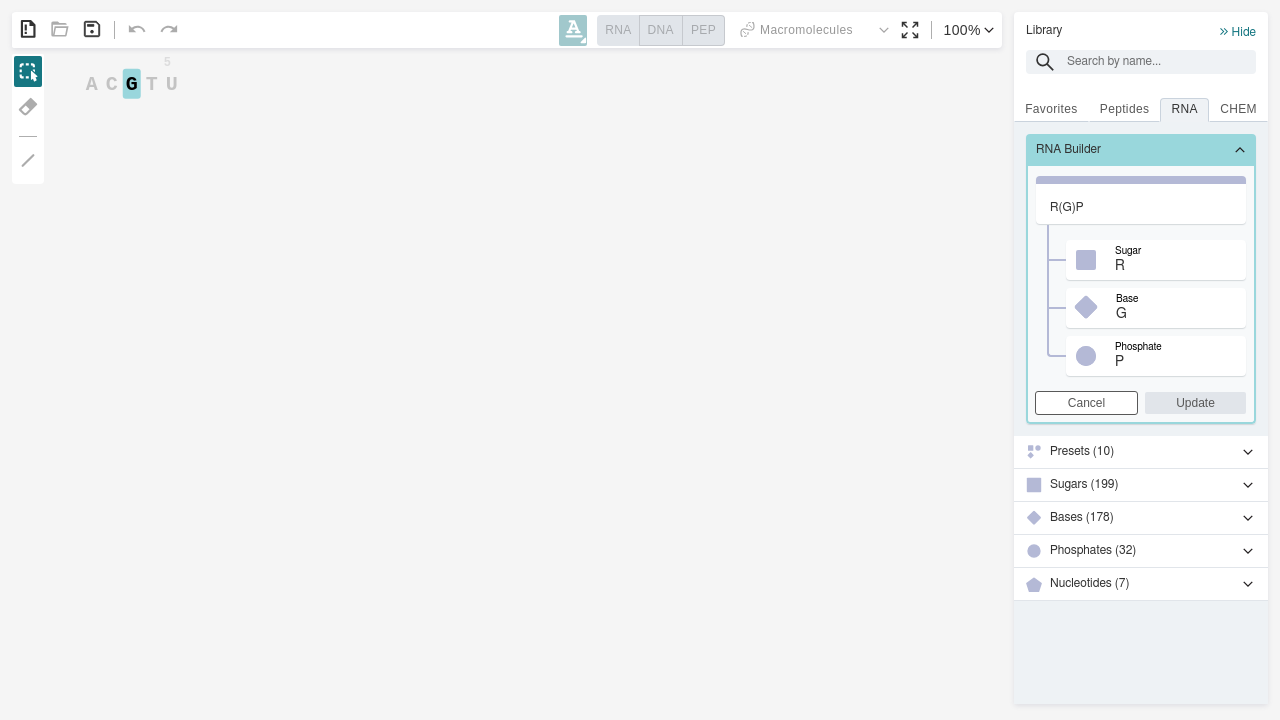 A
RNA DNA PEP
Macromolecules
100%
5
A C G T U
Library
Hide
Search by name...
Favorites Peptides RNA CHEM
RNA Builder
R(G)P
Sugar
R
Base
G
Phosphate
P
Cancel Update
Presets (10)
Sugars (199)
Bases (178)
Phosphates (32)
Nucleotides (7)